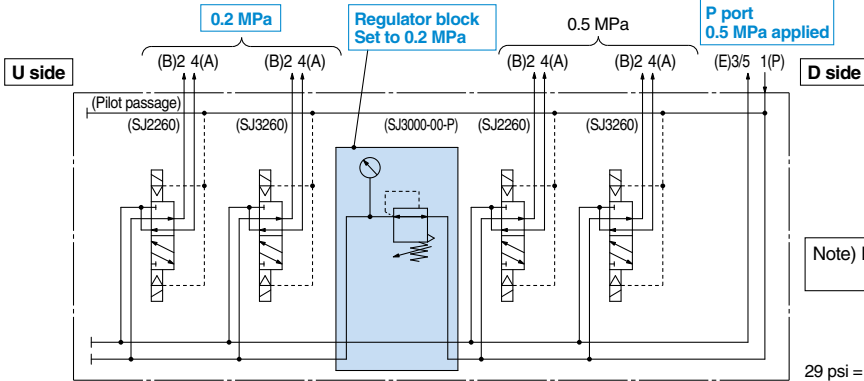 0.2 MPa
Regulator block
Set to 0.2 MPa
0.5 MPa
P port
0.5 MPa applied
U side
(B)2 4(A)
(B)2 4(A)
(B)2 4(A)
(B)2 4(A)
(E)3/5 1(P)
D side
(Pilot passage)
(SJ2260)
(SJ3260)
(SJ3000-00-P)
(SJ2260)
(SJ3260)
Note)
29 psi =